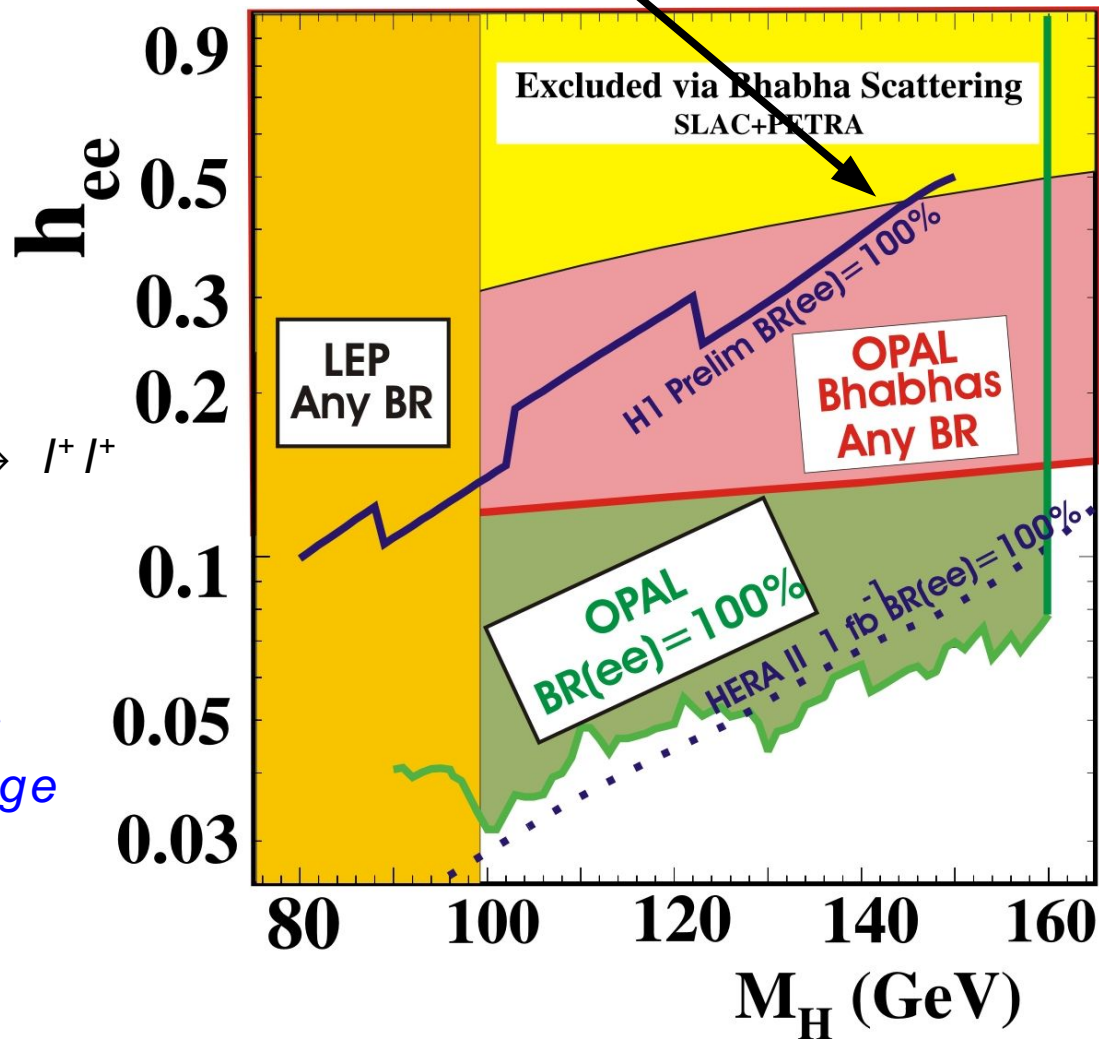 0.9
0.5
0.3
0.2
0.1
0.05
0.03
h_ee
Excluded via Bhabha Scattering
SLAC+PETRA
H1 Prelim BR(ee)=100%
LEP
Any BR
OPAL
Bhabhas
Any BR
→ l⁺ l⁺
OPAL
BR(ee)=100%
HERA II 1 fb⁻¹ BR(ee)=100%
ge
80 100 120 140 160
M_H (GeV)